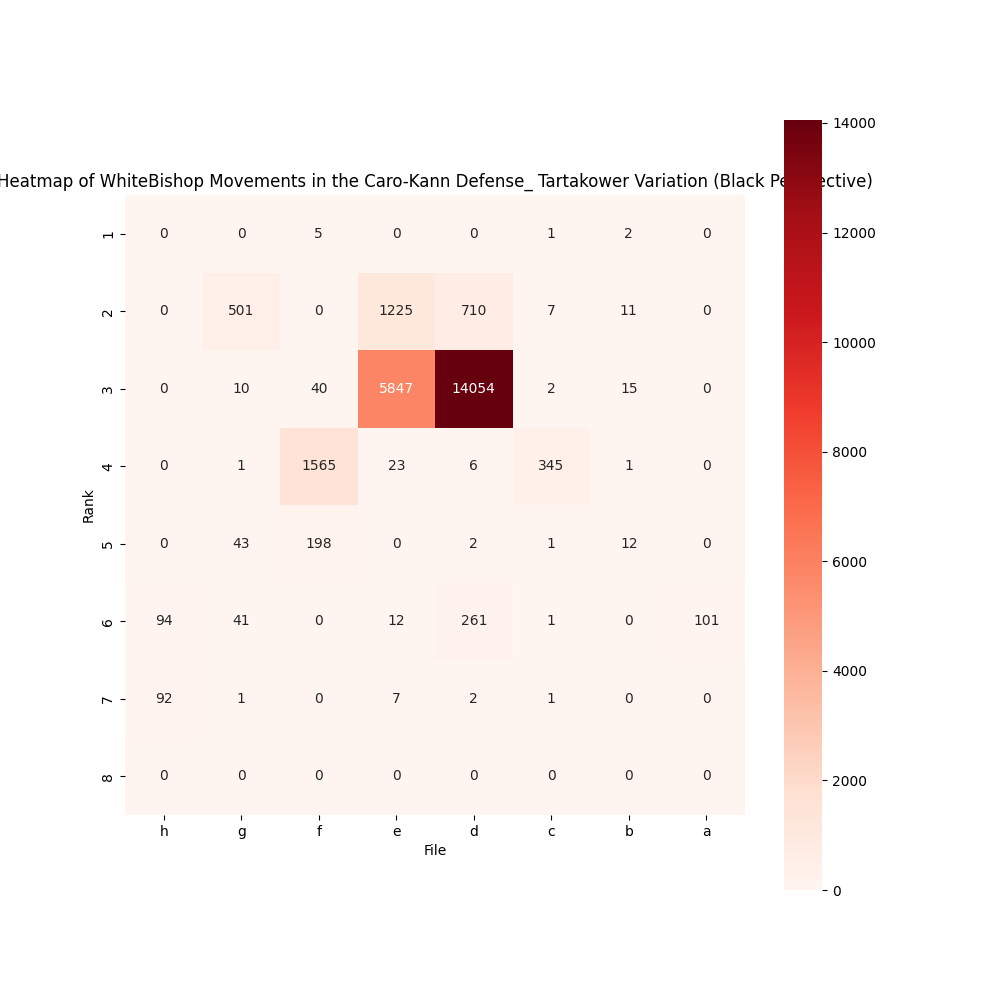 Heatmap of WhiteBishop Movements in the Caro-Kann Defense_ Tartakower Variation (Black Pe ective)
14000
12000
10000
8000
6000
4000
2000
0
1 0 0 5 0 0 1 2 0
2 0 501 0 1225 710 7 11 0
3 0 10 40 5847 14054 2 15 0
4 0 1 1565 23 6 345 1 0
Rank
5 0 43 198 0 2 1 12 0
6 94 41 0 12 261 1 0 101
7 92 1 0 7 2 1 0 0
8 0 0 0 0 0 0 0 0
h g f e d c b a
File